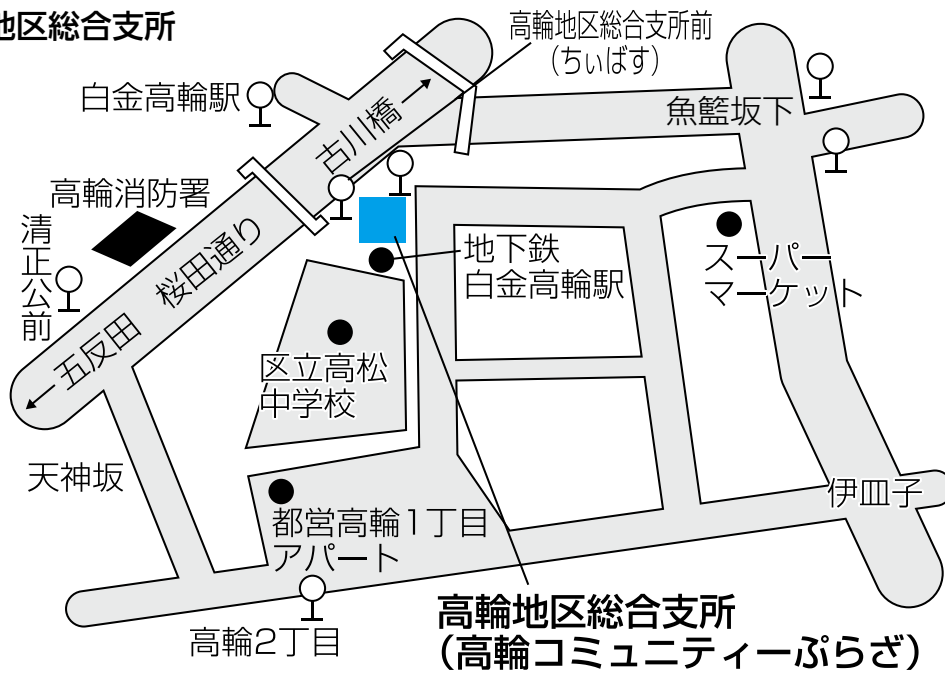 地区総合支所
高輪地区総合支所前
（ちぃばす）
白金高輪駅
魚籃坂下
古川橋
高輪消防署
清正公前
桜田通り
五反田
地下鉄
白金高輪駅
スーパー
マーケット
区立高松
中学校
天神坂
伊皿子
都営高輪1丁目
アパート
高輪2丁目
高輪地区総合支所
（高輪コミュニティーぷらざ）